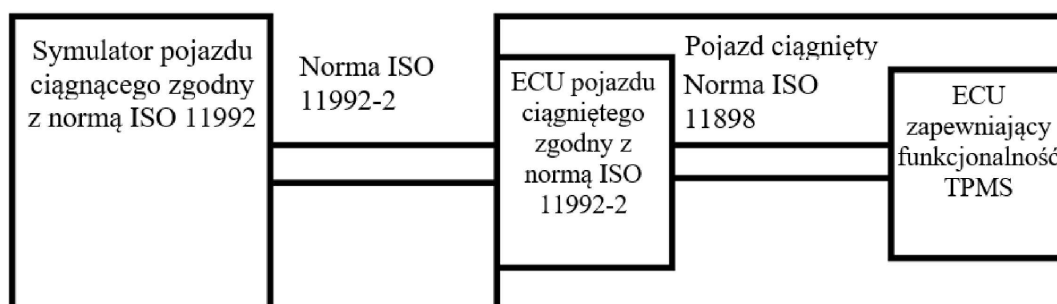 Symulator pojazdu
ciągnącego zgodny
z normą ISO 11992
Norma ISO
11992-2
Pojazd ciągnięty
ECU pojazdu
ciągniętego
zgodny z
normą ISO
11992-2
Norma ISO
11898
ECU
zapewniający
funkcjonalność
TPMS